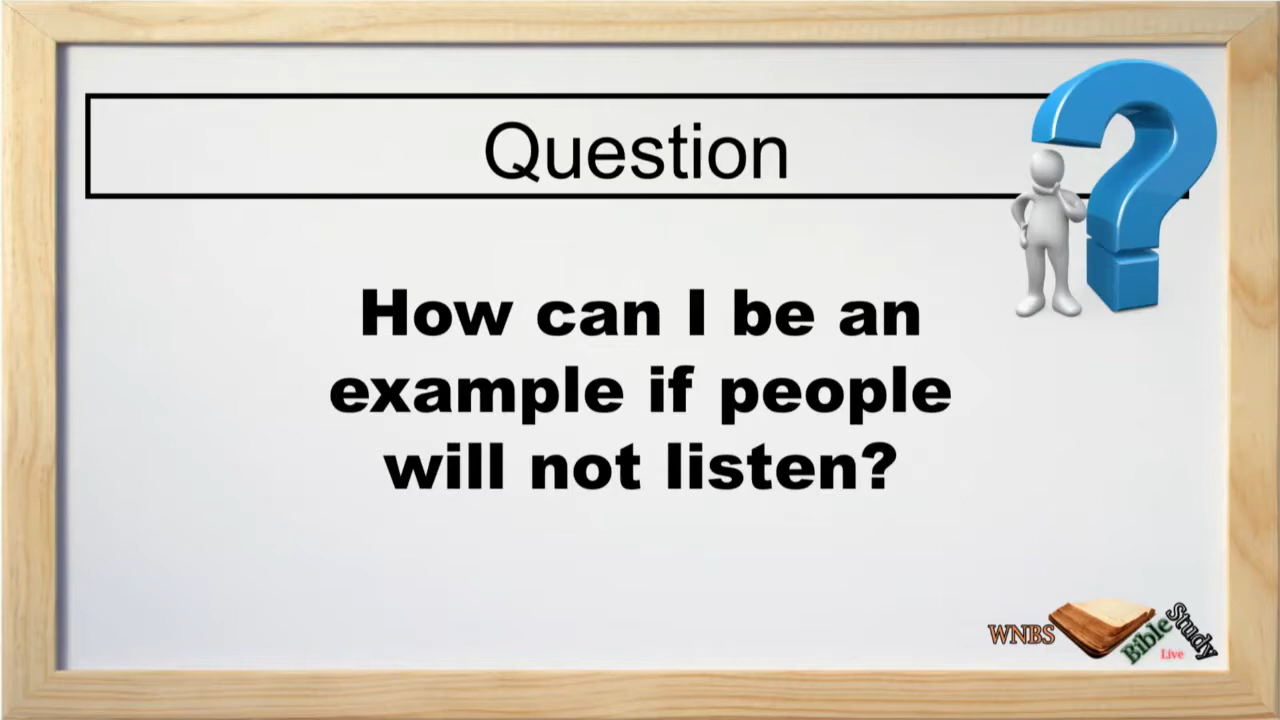 Question
How can I be an
example if people
will not listen?
WNBS
Bible
Study
Live